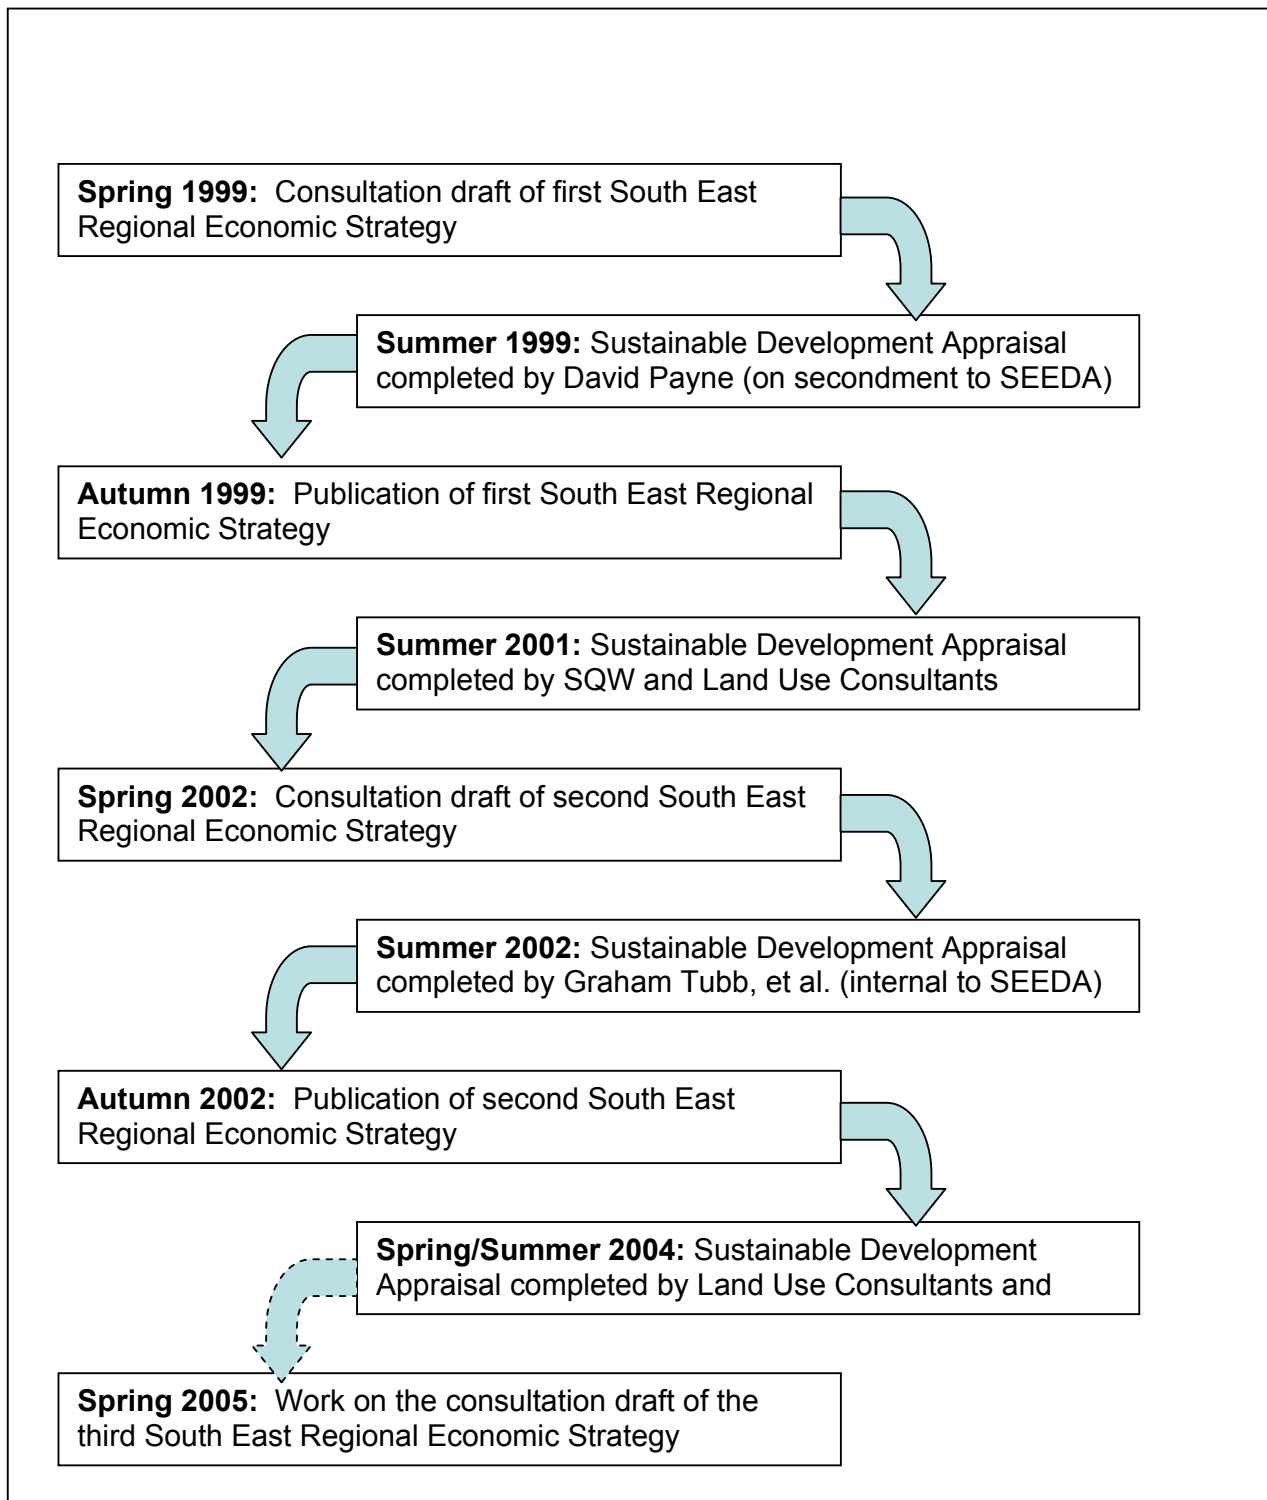 Spring 1999: Consultation draft of first South East
Regional Economic Strategy
Summer 1999: Sustainable Development Appraisal
completed by David Payne (on secondment to SEEDA)
Autumn 1999: Publication of first South East Regional
Economic Strategy
Summer 2001: Sustainable Development Appraisal
completed by SQW and Land Use Consultants
Spring 2002: Consultation draft of second South East
Regional Economic Strategy
Summer 2002: Sustainable Development Appraisal
completed by Graham Tubb, et al. (internal to SEEDA)
Autumn 2002: Publication of second South East
Regional Economic Strategy
Spring/Summer 2004: Sustainable Development
Appraisal completed by Land Use Consultants and
Spring 2005: Work on the consultation draft of the
third South East Regional Economic Strategy